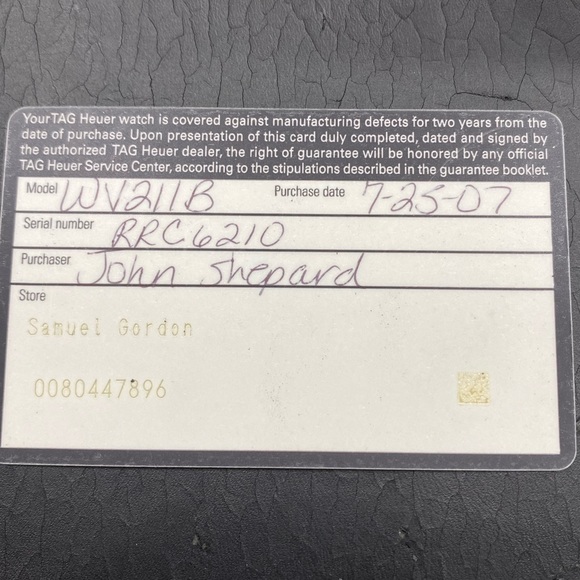 Your TAG Heuer watch is covered against manufacturing defects for two years from the
date of purchase. Upon presentation of this card duly completed, dated and signed by
the authorized TAG Heuer dealer, the right of guarantee will be honored by any official
TAG Heuer Service Center, according to the stipulations described in the guarantee booklet.
Model WV211B Purchase date 7-25-07
Serial number RRC6210
Purchaser John Shepard
Store
Samuel Gordon
0080447896